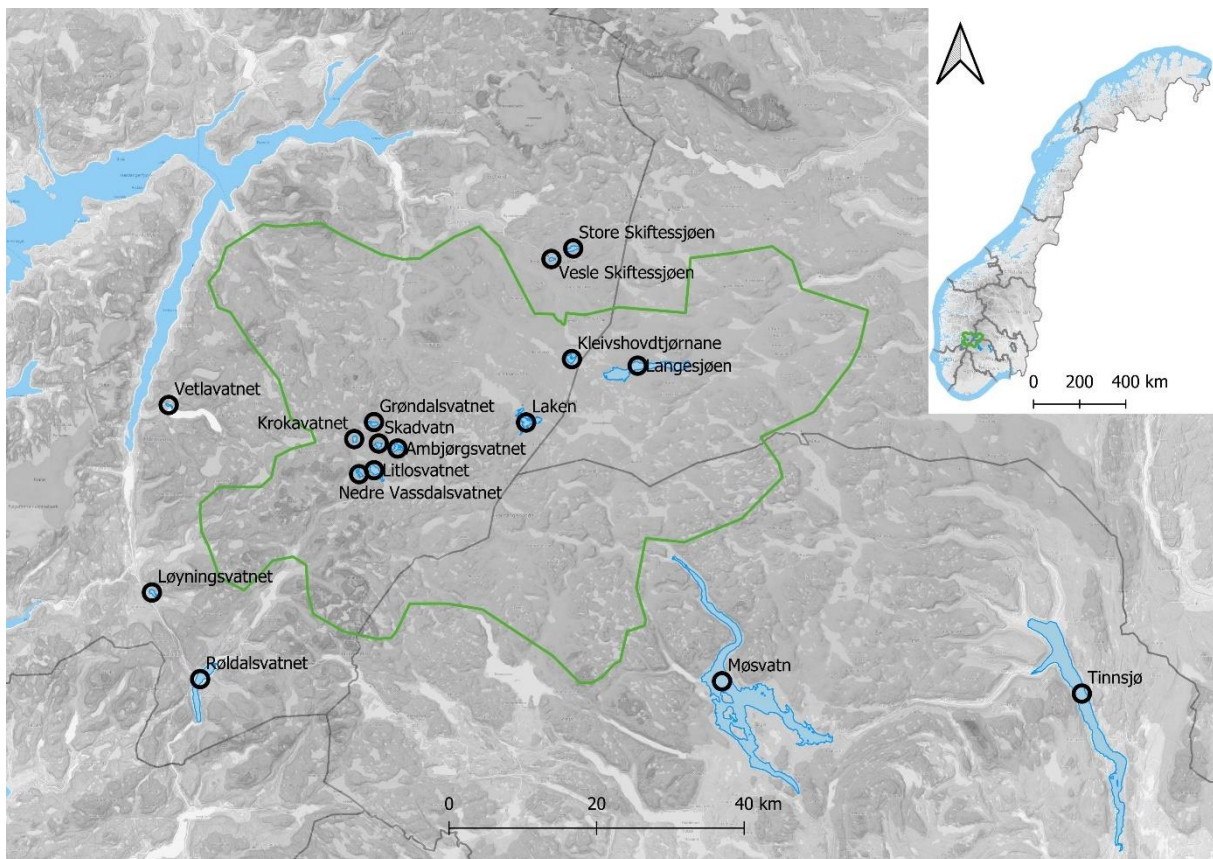 Store Skiftessjøen
Vesle Skiftessjøen
Kleivshovdtjørnane
Langesjøen
Vetlavatnet
Grøndalsvatnet
Krokavatnet
Skadvatn
Laken
Ambjørgsvatnet
Litlosvatnet
Nedre Vassdalsvatnet
Løyningsvatnet
Røldalsvatnet
Møsvatn
Tinnsjø
0 20 40 km
0 200 400 km